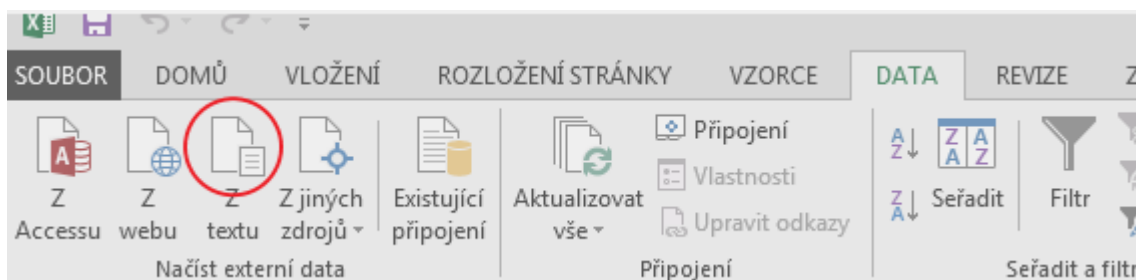 SOUBOR DOMŮ VLOŽENÍ ROZLOŽENÍ STRÁNKY VZORCE DATA REVIZE Z
Z Accessu
Z webu
Z textu
Z jiných zdrojů
Existující připojení
Aktualizovat vše
Připojení
Vlastnosti
Upravit odkazy
Seřadit
Filtr
Načíst externí data
Připojení
Seřadit a filtr